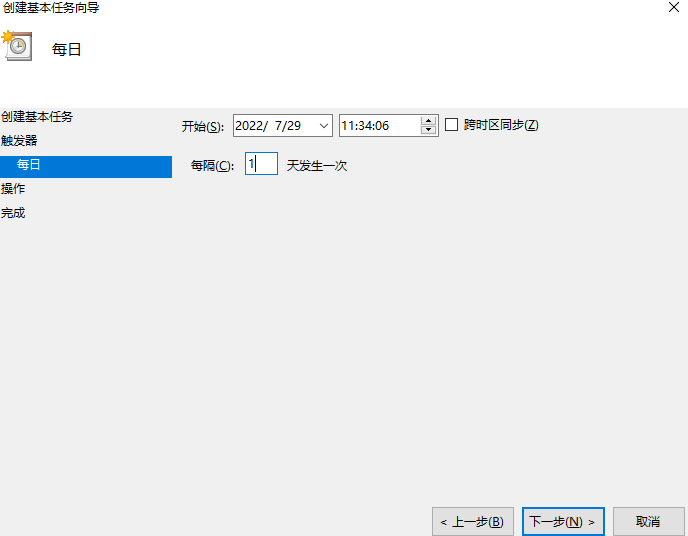 创建基本任务向导
每日
创建基本任务
触发器
每日
操作
完成
开始(S): 2022/ 7/29 11:34:06 跨时区同步(Z)
每隔(C): 1 天发生一次
< 上一步(B) 下一步(N) > 取消